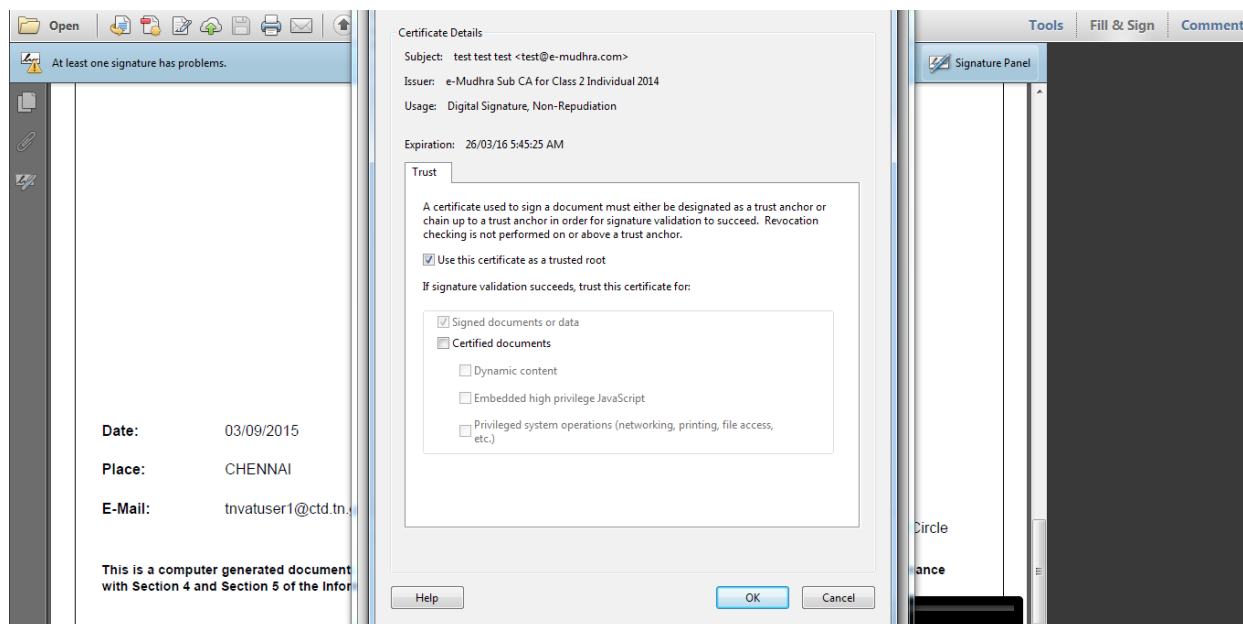 Open
Tools
Fill & Sign
Comment
At least one signature has problems.
Signature Panel
Certificate Details
Subject: test test test <test@e-mudhra.com>
Issuer: e-Mudhra Sub CA for Class 2 Individual 2014
Usage: Digital Signature, Non-Repudiation
Expiration: 26/03/16 5:45:25 AM
Trust
A certificate used to sign a document must either be designated as a trust anchor or
chain up to a trust anchor in order for signature validation to succeed. Revocation
checking is not performed on or above a trust anchor.
Use this certificate as a trusted root
If signature validation succeeds, trust this certificate for:
Signed documents or data
Certified documents
Dynamic content
Embedded high privilege JavaScript
Privileged system operations (networking, printing, file access,
etc.)
Date: 03/09/2015
Place: CHENNAI
E-Mail: tnvatuser1@ctd.tn.
Circle
This is a computer generated document
ance
with Section 4 and Section 5 of the Infor
Help
OK
Cancel